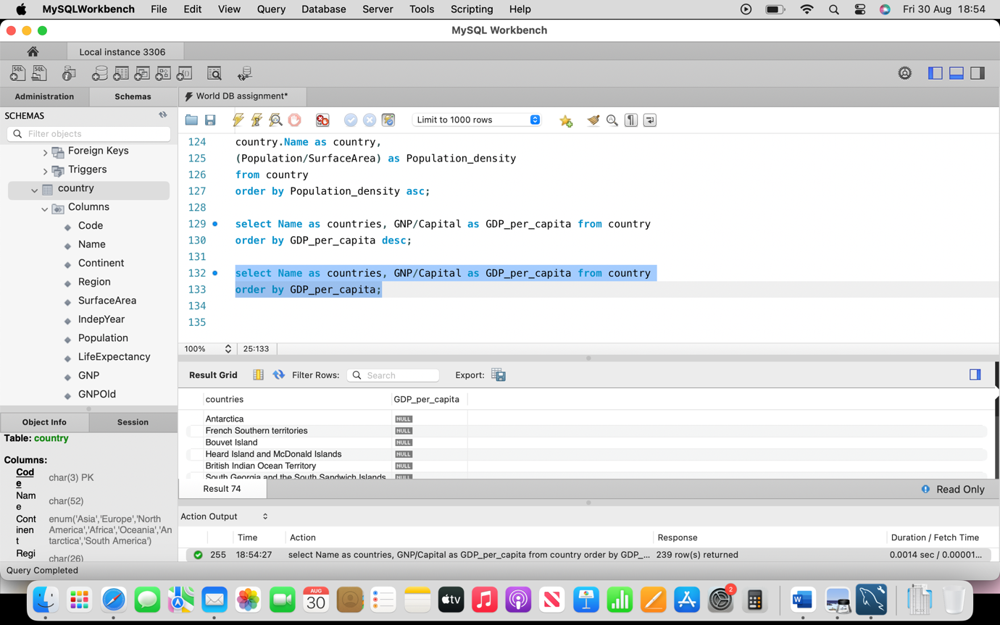 MySQLWorkbench File Edit View Query Database Server Tools Scripting Help Fri 30 Aug 18:54
MySQL Workbench
Local instance 3306
Administration Schemas World DB assignment*
SCHEMAS
Filter objects
Limit to 1000 rows
Foreign Keys
Triggers
country
Columns
Code
Name
Continent
Region
SurfaceArea
IndepYear
Population
LifeExpectancy
GNP
GNPOld
124 country.Name as country,
125 (Population/SurfaceArea) as Population_density
126 from country
127 order by Population_density asc;
128
129 select Name as countries, GNP/Capital as GDP_per_capita from country
130 order by GDP_per_capita desc;
131
132 select Name as countries, GNP/Capital as GDP_per_capita from country
133 order by GDP_per_capita;
134
135
100% 25:133
Result Grid Filter Rows: Search Export:
countries GDP_per_capita
Antarctica NULL
French Southern territories NULL
Bouvet Island NULL
Heard Island and McDonald Islands NULL
British Indian Ocean Territory NULL
South Georgia and the South Sandwich Islands NULL
Result 74 Read Only
Object Info Session
Table: country
Columns:
Cod
e char(3) PK
Nam
e char(52)
Cont
inen
t enum('Asia','Europe','North
America','Africa','Oceania','An
tarctica','South America')
Regi char(26)
Action Output
Time Action Response Duration / Fetch Time
255 18:54:27 select Name as countries, GNP/Capital as GDP_per_capita from country order by GDP_... 239 row(s) returned 0.0014 sec / 0.00001...
Query Completed
AUG
30
tv
2
W